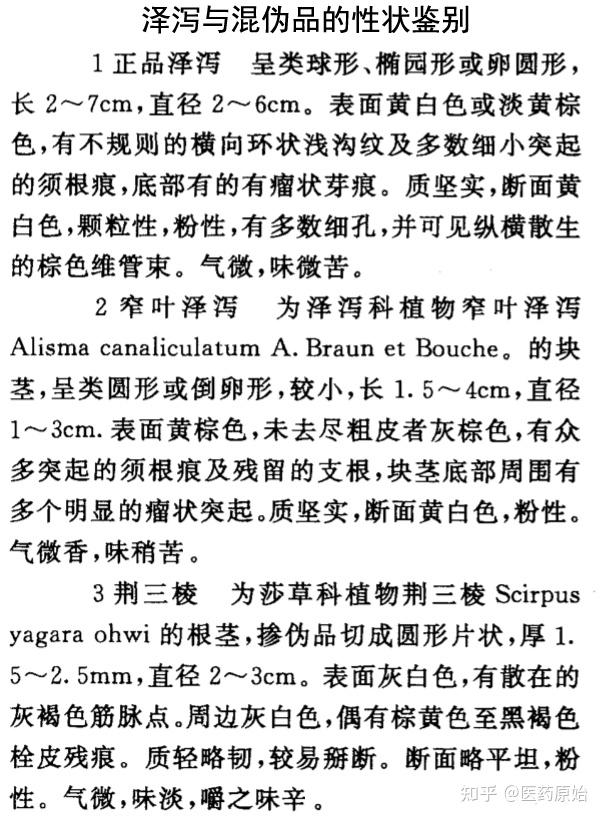 泽泻与混伪品的性状鉴别
1 正品泽泻 呈类球形、椭园形或卵圆形，
长 2～7cm，直径 2～6cm。表面黄白色或淡黄棕
色，有不规则的横向环状浅沟纹及多数细小突起
的须根痕，底部有的有瘤状芽痕。质坚实，断面黄
白色，颗粒性，粉性，有多数细孔，并可见纵横散生
的棕色维管束。气微，味微苦。
2 窄叶泽泻 为泽泻科植物窄叶泽泻
Alisma canaliculatum A. Braun et Bouche。的块
茎，呈类圆形或倒卵形，较小，长 1. 5～4cm，直径
1～3cm. 表面黄棕色，未去尽粗皮者灰棕色，有众
多突起的须根痕及残留的支根，块茎底部周围有
多个明显的瘤状突起。质坚实，断面黄白色，粉性。
气微香，味稍苦。
3 荆三棱 为莎草科植物荆三棱 Scirpus
yagara ohwi 的根茎，掺伪品切成圆形片状，厚 1.
5～2. 5mm，直径 2～3cm。表面灰白色，有散在的
灰褐色筋脉点。周边灰白色，偶有棕黄色至黑褐色
栓皮残痕。质轻略韧，较易掰断。断面略平坦，粉
性。气微，味淡，嚼之味辛。
知乎 @医药原始